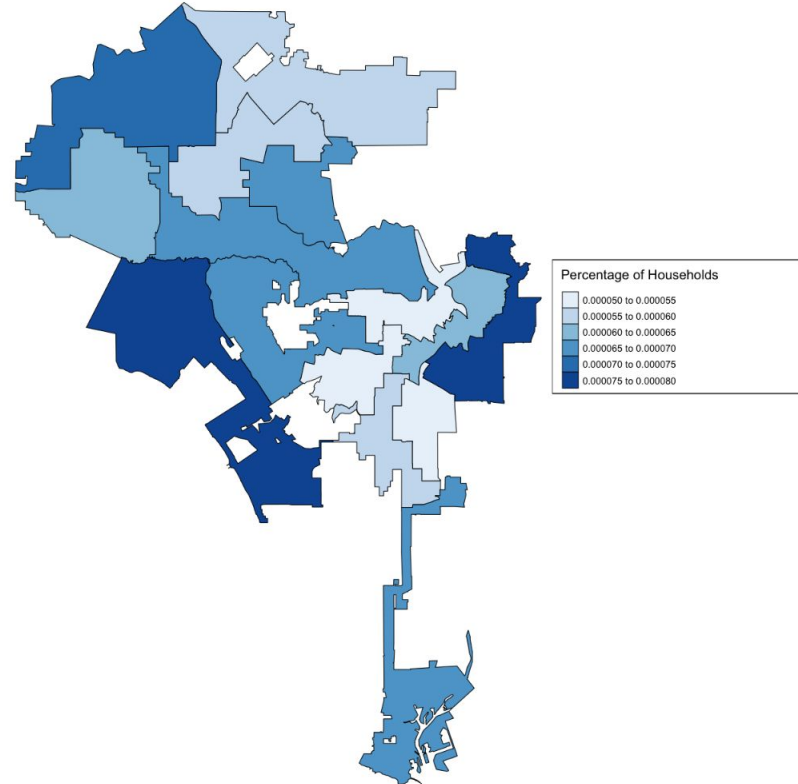 Percentage of Households
0.000050 to 0.000055
0.000055 to 0.000060
0.000060 to 0.000065
0.000065 to 0.000070
0.000070 to 0.000075
0.000075 to 0.000080